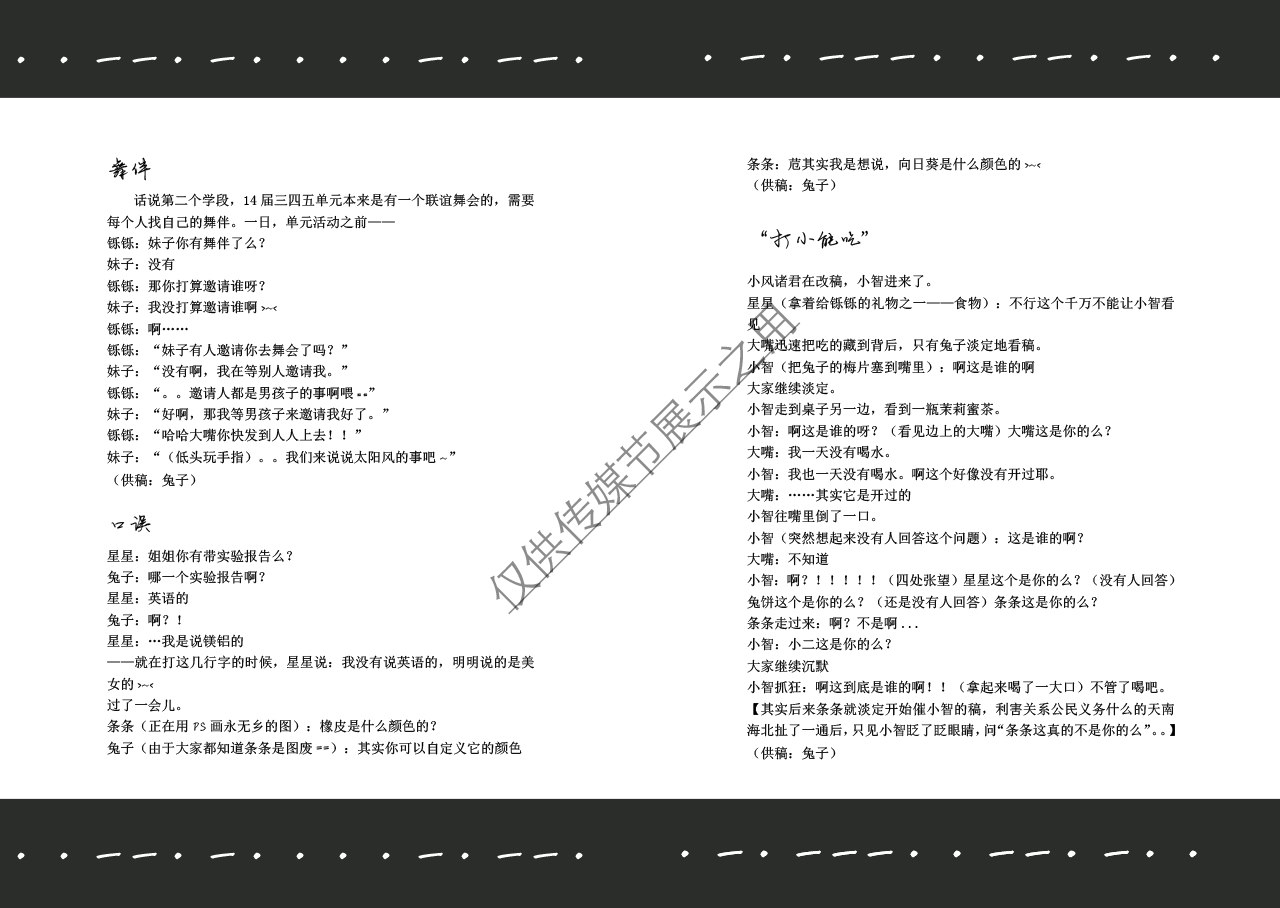 舞伴
话说第二个学段，14 届三四五单元本来是有一个联谊舞会的，需要
每个人找自己的舞伴。一日，单元活动之前——
铄铄：妹子你有舞伴了么？
妹子：没有
铄铄：那你打算邀请谁呀？
妹子：我没打算邀请谁啊 >~<
铄铄：啊……
铄铄：“妹子有人邀请你去舞会了吗？”
妹子：“没有啊，我在等别人邀请我。”
铄铄：“。。邀请人都是男孩子的事啊喂 ==”
妹子：“好啊，那我等男孩子来邀请我好了。”
铄铄：“哈哈大嘴你快发到人人上去！！”
妹子：“（低头玩手指）。。我们来说说太阳风的事吧 ~”
（供稿：兔子）
口误
星星：姐姐你有带实验报告么？
兔子：哪一个实验报告啊？
星星：英语的
兔子：啊？！
星星：…我是说镁铝的
——就在打这几行字的时候，星星说：我没有说英语的，明明说的是美
女的 >~<
过了一会儿。
条条（正在用 PS 画永无乡的图）：橡皮是什么颜色的？
兔子（由于大家都知道条条是图废 ==）：其实你可以自定义它的颜色
条条：荩其实我是想说，向日葵是什么颜色的 >~<
（供稿：兔子）
“打小能吃”
小风诸君在改稿，小智进来了。
星星（拿着给铄铄的礼物之一——食物）：不行这个千万不能让小智看
见
大嘴迅速把吃的藏到背后，只有兔子淡定地看稿。
小智（把兔子的梅片塞到嘴里）：啊这是谁的啊
大家继续淡定。
小智走到桌子另一边，看到一瓶茉莉蜜茶。
小智：啊这是谁的呀？（看见边上的大嘴）大嘴这是你的么？
大嘴：我一天没有喝水。
小智：我也一天没有喝水。啊这个好像没有开过耶。
大嘴：……其实它是开过的
小智往嘴里倒了一口。
小智（突然想起来没有人回答这个问题）：这是谁的啊？
大嘴：不知道
小智：啊？！！！！！（四处张望）星星这个是你的么？（没有人回答）
兔饼这个是你的么？（还是没有人回答）条条这是你的么？
条条走过来：啊？不是啊 ...
小智：小二这是你的么？
大家继续沉默
小智抓狂：啊这到底是谁的啊！！（拿起来喝了一大口）不管了喝吧。
【其实后来条条就淡定开始催小智的稿，利害关系公民义务什么的天南
海北扯了一通后，只见小智眨了眨眼睛，问“条条这真的不是你的么”。。】
（供稿：兔子）
仅供传媒节展示之用